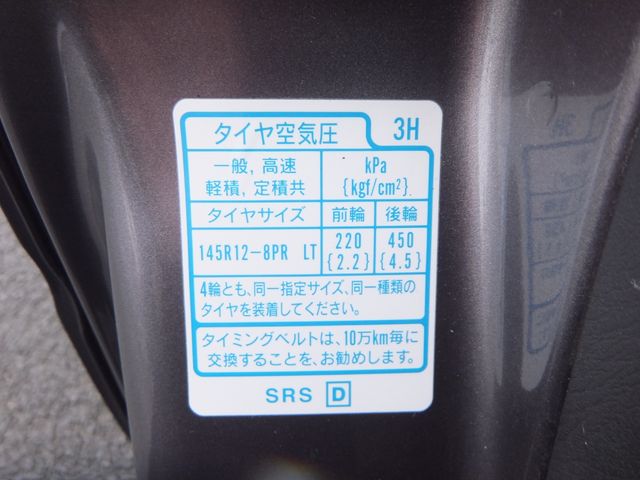 タイヤ空気圧 3H
一般, 高速 kPa
軽積, 定積共 {kgf/cm²}
タイヤサイズ 前輪 後輪
145R12-8PR LT 220 450
{2.2} {4.5}
4輪とも、同一指定サイズ、同一種類の
タイヤを装着してください。
タイミングベルトは、10万km毎に
交換することを、お勧めします。
SRS D